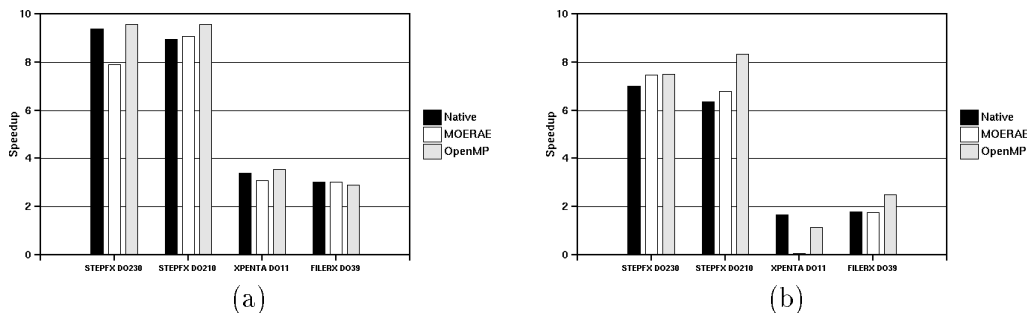 10
8
6
4
2
0
Speedup
STEPFX DO230 STEPFX DO210 XPENTA DO11 FILERX DO39
Native
MOERAE
OpenMP
(a)
10
8
6
4
2
0
Speedup
STEPFX DO230 STEPFX DO210 XPENTA DO11 FILERX DO39
Native
MOERAE
OpenMP
(b)